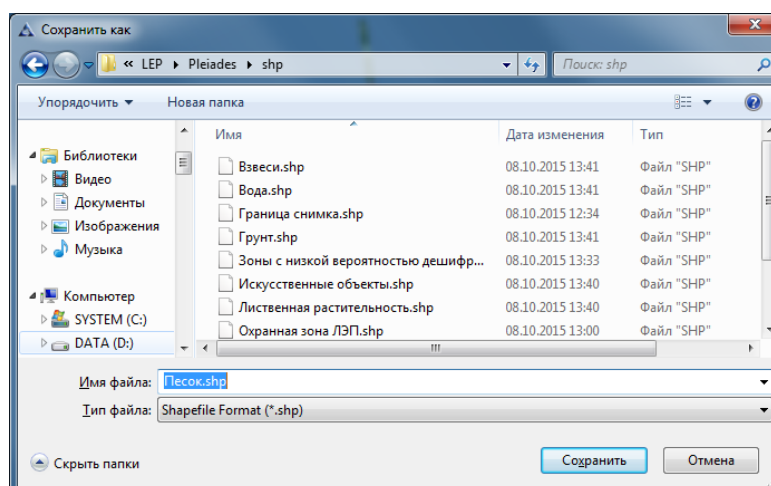 Сохранить как
« LEP ▸ Pleiades ▸ shp
Поиск: shp
Упорядочить ▾ Новая папка
Имя Дата изменения Тип
Библиотеки
Видео
Документы
Изображения
Музыка
Компьютер
SYSTEM (C:)
DATA (D:)
Взвеси.shp 08.10.2015 13:41 Файл "SHP"
Вода.shp 08.10.2015 13:41 Файл "SHP"
Граница снимка.shp 08.10.2015 12:34 Файл "SHP"
Грунт.shp 08.10.2015 13:41 Файл "SHP"
Зоны с низкой вероятностью дешифр... 08.10.2015 13:33 Файл "SHP"
Искусственные объекты.shp 08.10.2015 13:40 Файл "SHP"
Лиственная растительность.shp 08.10.2015 13:40 Файл "SHP"
Охранная зона ЛЭП.shp 08.10.2015 13:00 Файл "SHP"
Имя файла: Песок.shp
Тип файла: Shapefile Format (*.shp)
Скрыть папки
Сохранить
Отмена